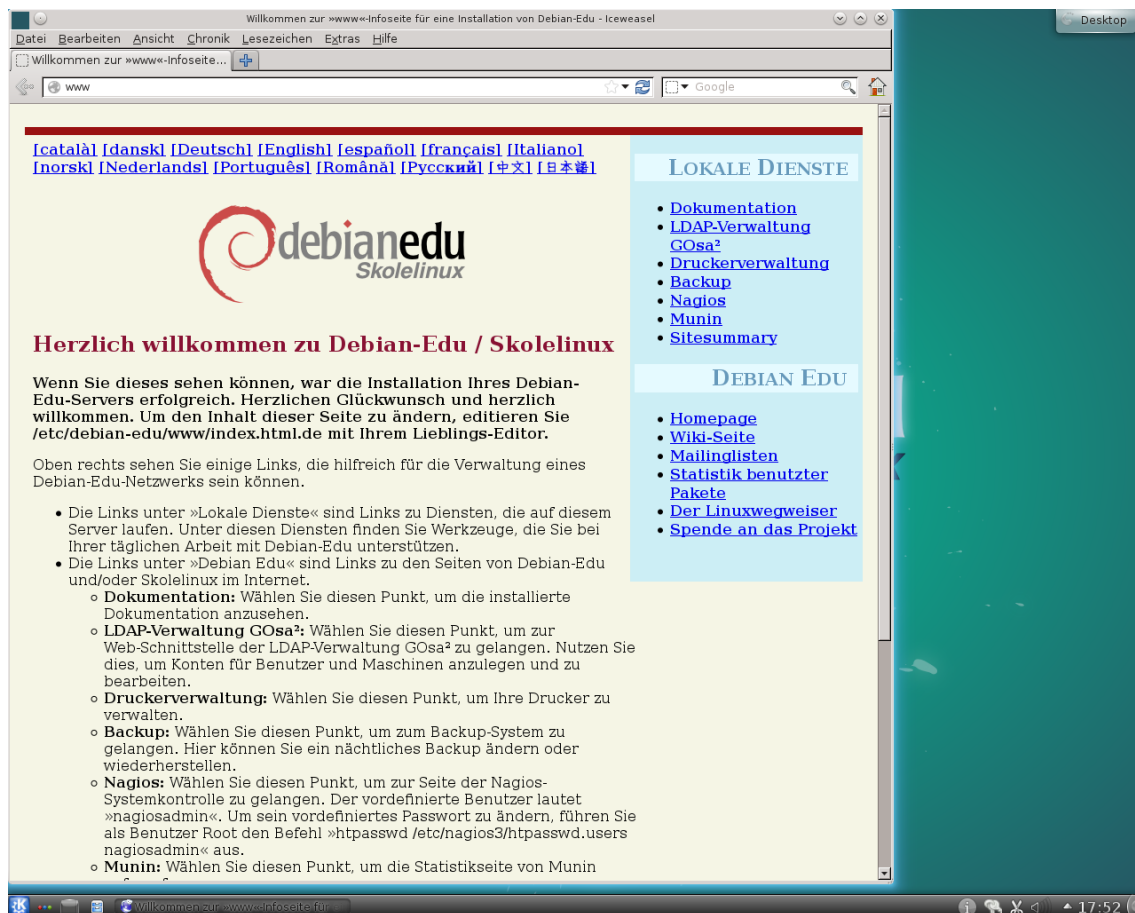 Willkommen zur »www«-Infoseite für eine Installation von Debian-Edu - Iceweasel
Desktop
Datei Bearbeiten Ansicht Chronik Lesezeichen Extras Hilfe
Willkommen zur »www«-Infoseite...
www
Google
[català] [dansk] [Deutsch] [English] [español] [français] [Italiano]
[norsk] [Nederlands] [Português] [Română] [Русский] [中文] [日本語]
debianedu
Skolelinux
Herzlich willkommen zu Debian-Edu / Skolelinux
Wenn Sie dieses sehen können, war die Installation Ihres Debian-
Edu-Servers erfolgreich. Herzlichen Glückwunsch und herzlich
willkommen. Um den Inhalt dieser Seite zu ändern, editieren Sie
/etc/debian-edu/www/index.html.de mit Ihrem Lieblings-Editor.
Oben rechts sehen Sie einige Links, die hilfreich für die Verwaltung eines
Debian-Edu-Netzwerks sein können.
Die Links unter »Lokale Dienste« sind Links zu Diensten, die auf diesem
Server laufen. Unter diesen Diensten finden Sie Werkzeuge, die Sie bei
Ihrer täglichen Arbeit mit Debian-Edu unterstützen.
Die Links unter »Debian Edu« sind Links zu den Seiten von Debian-Edu
und/oder Skolelinux im Internet.
Dokumentation: Wählen Sie diesen Punkt, um die installierte
Dokumentation anzusehen.
LDAP-Verwaltung GOsa²: Wählen Sie diesen Punkt, um zur
Web-Schnittstelle der LDAP-Verwaltung GOsa² zu gelangen. Nutzen Sie
dies, um Konten für Benutzer und Maschinen anzulegen und zu
bearbeiten.
Druckerverwaltung: Wählen Sie diesen Punkt, um Ihre Drucker zu
verwalten.
Backup: Wählen Sie diesen Punkt, um zum Backup-System zu
gelangen. Hier können Sie ein nächtliches Backup ändern oder
wiederherstellen.
Nagios: Wählen Sie diesen Punkt, um zur Seite der Nagios-
Systemkontrolle zu gelangen. Der vordefinierte Benutzer lautet
»nagiosadmin«. Um sein vordefiniertes Passwort zu ändern, führen Sie
als Benutzer Root den Befehl »htpasswd /etc/nagios3/htpasswd.users
nagiosadmin« aus.
Munin: Wählen Sie diesen Punkt, um die Statistikseite von Munin
Lokale Dienste
Dokumentation
LDAP-Verwaltung
GOsa²
Druckerverwaltung
Backup
Nagios
Munin
Sitesummary
Debian Edu
Homepage
Wiki-Seite
Mailinglisten
Statistik benutzter
Pakete
Der Linuxwegweiser
Spende an das Projekt
Willkommen zur »www«-Infoseite für
17:52